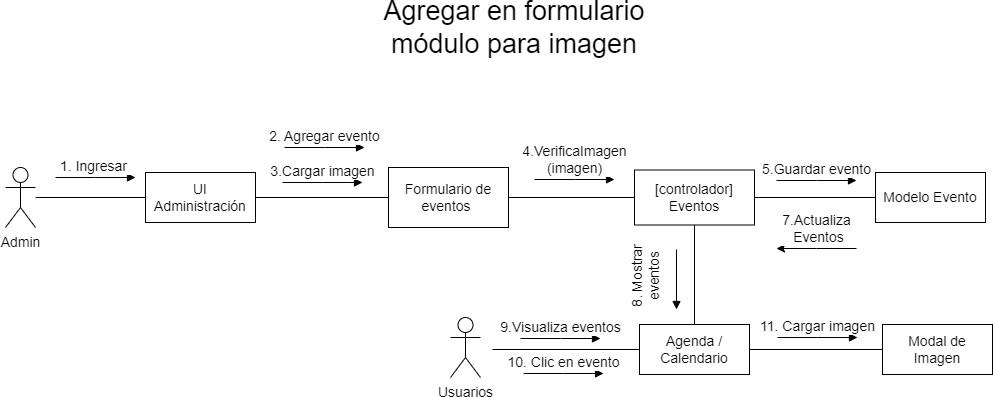 Agregar en formulario
módulo para imagen
1. Ingresar
2. Agregar evento
3.Cargar imagen
4.VerificaImagen
(imagen)
5.Guardar evento
Admin
UI
Administración
Formulario de
eventos
[controlador]
Eventos
Modelo Evento
7.Actualiza
Eventos
8. Mostrar
eventos
9.Visualiza eventos
10. Clic en evento
Usuarios
Agenda /
Calendario
11. Cargar imagen
Modal de
Imagen